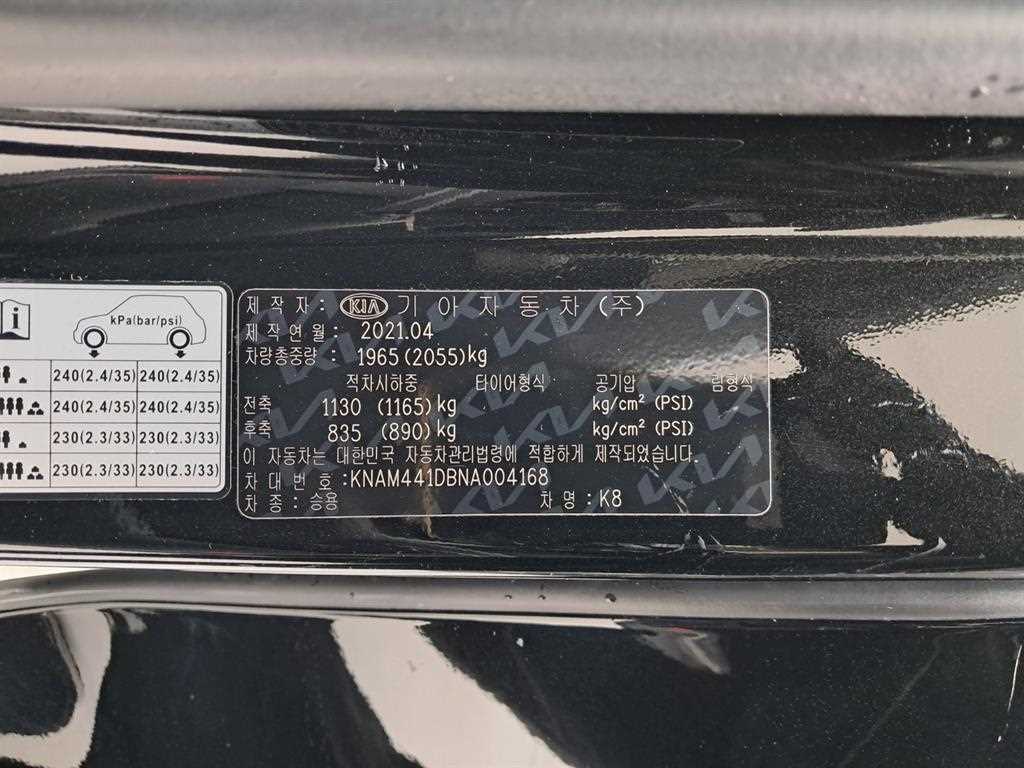 kPa(bar/psi)
240(2.4/35) 240(2.4/35)
240(2.4/35) 240(2.4/35)
230(2.3/33) 230(2.3/33)
230(2.3/33) 230(2.3/33)
제작자: KIA 기아자동차(주)
제작연월: 2021.04
차량총중량: 1965(2055)kg
적차시하중 타이어형식 공기압 림형식
전축 1130 (1165)kg kg/cm² (PSI)
후축 835 (890)kg kg/cm² (PSI)
이 자동차는 대한민국 자동차관리법령에 적합하게 제작되었습니다.
차대번호:KNAM441DBNA004168
차종: 승용 차명: K8